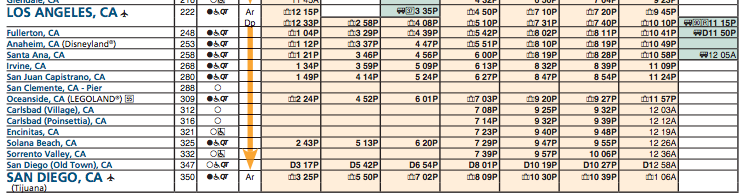 Glendale, CA
LOS ANGELES, CA 222 Ar 12 15P 3 35P 4 50P 7 10P 7 20P 9 45P
Dp 12 33P 2 58P 4 08P 5 10P 7 31P 7 40P 10 10P 11 15P
Fullerton, CA 248 1 04P 3 29P 4 39P 5 42P 8 02P 8 11P 10 41P D11 50P
Anaheim, CA (Disneyland®) 253 1 12P 3 37P 4 47P 5 51P 8 10P 8 19P 10 49P
Santa Ana, CA 258 1 21P 3 46P 4 56P 6 00P 8 19P 8 28P 10 58P 12 05A
Irvine, CA 268 1 34P 3 59P 5 09P 6 13P 8 32P 8 39P 11 09P
San Juan Capistrano, CA 280 1 49P 4 14P 5 24P 6 27P 8 47P 8 54P 11 24P
San Clemente, CA - Pier 288
Oceanside, CA (LEGOLAND®) 309 2 24P 4 52P 6 01P 7 03P 9 20P 9 27P 11 57P
Carlsbad (Village), CA 312 7 08P 9 25P 9 32P 12 03A
Carlsbad (Poinsettia), CA 316 7 14P 9 32P 9 39P 12 12A
Encinitas, CA 321 7 23P 9 40P 9 48P 12 19A
Solana Beach, CA 325 2 43P 5 13P 6 20P 7 29P 9 47P 9 55P 12 26A
Sorrento Valley, CA 332 7 39P 9 57P 10 06P 12 36A
San Diego (Old Town), CA 347 D3 17P D5 42P D6 54P D8 01P D10 19P D10 27P D12 58A
SAN DIEGO, CA 350 Ar 3 25P 5 50P 7 02P 8 09P 10 30P 10 39P 1 06A
(Tijuana)